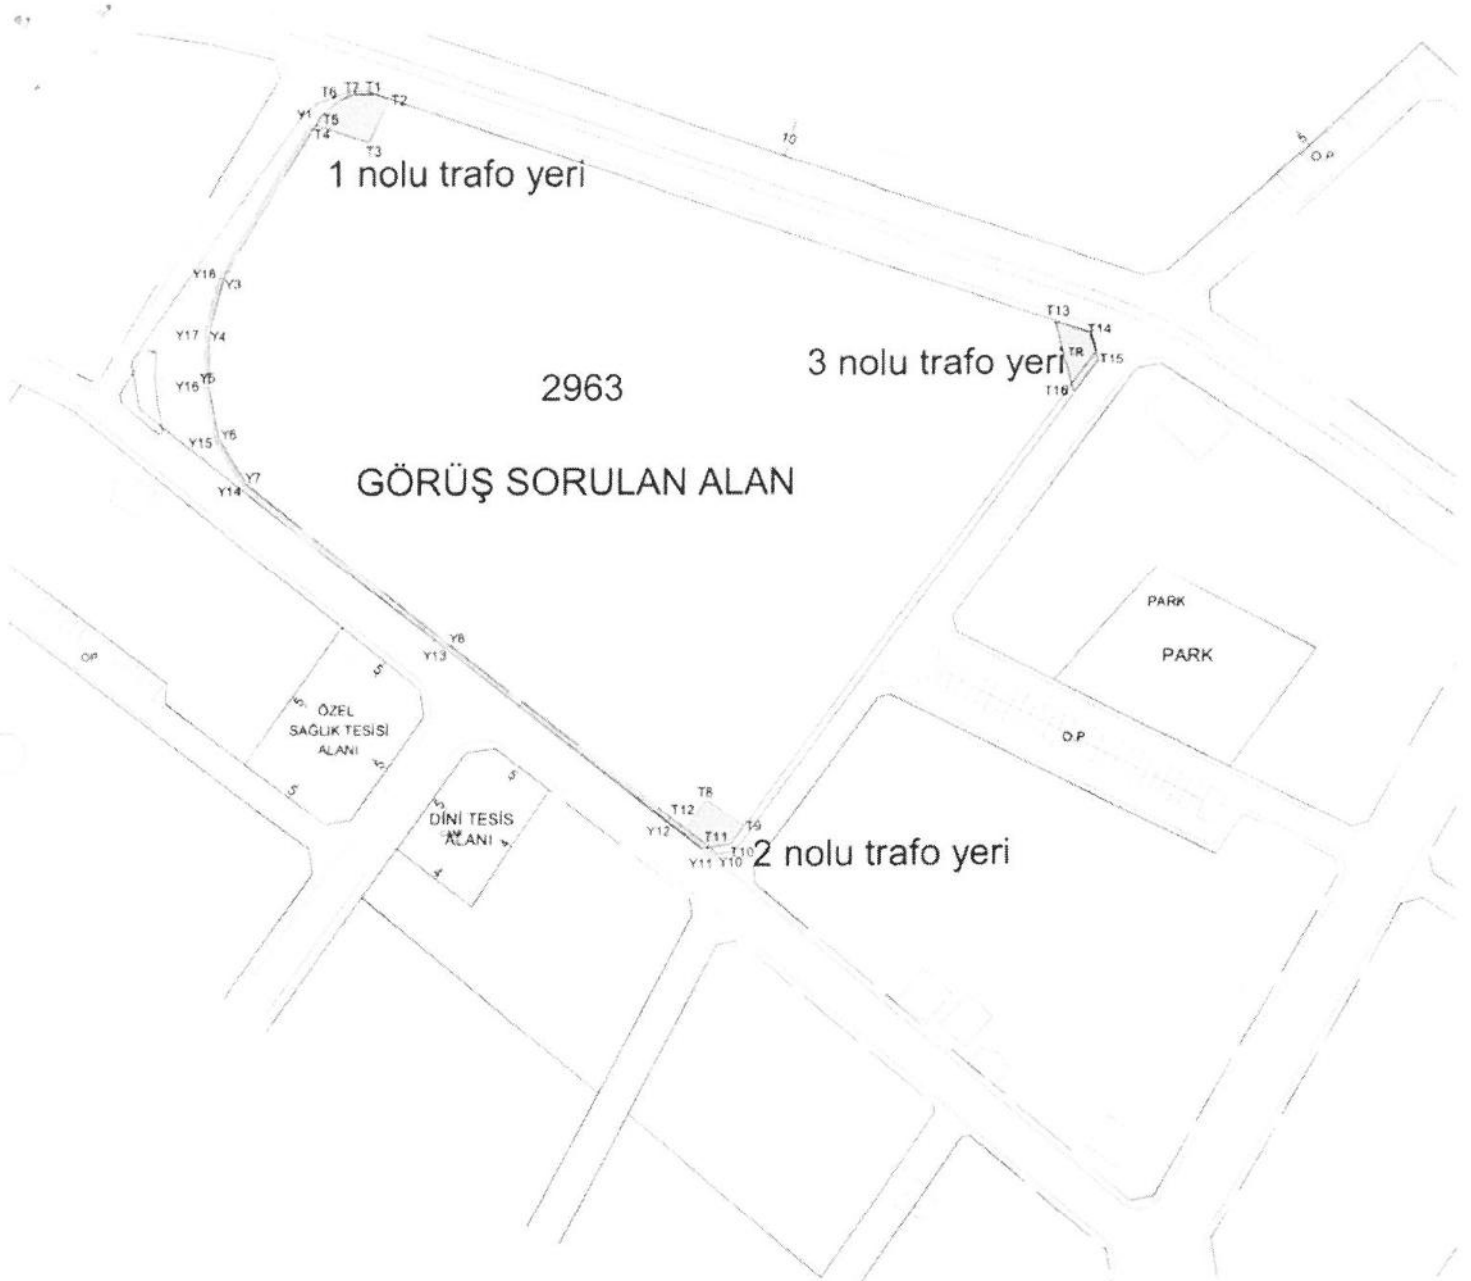 T6 T7 T1
T2
Y1
T5
T4
T3
1 nolu trafo yeri
10
5
O.P
Y18
Y3
Y17
Y4
T13
T14
TR
T15
3 nolu trafo yeri
T16
Y16
Y5
2963
Y15
Y6
Y7
Y14
GÖRÜŞ SORULAN ALAN
PARK
PARK
Y8
Y13
OP
5
5
ÖZEL
SAĞLIK TESİSİ
ALANI
5
5
O.P
5
5
DİNİ TESİS
ALANI
4
4
T8
T12
T9
Y12
T11
T10
Y11
Y10
2 nolu trafo yeri